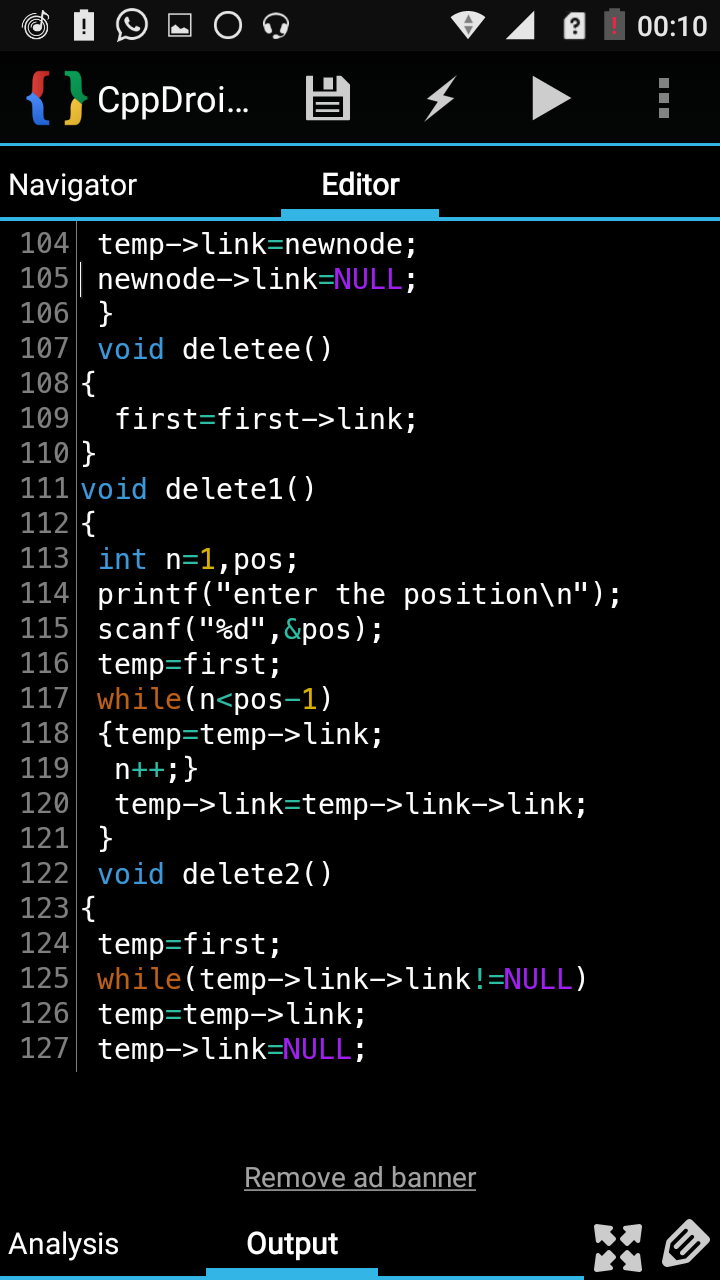 00:10
CppDroi...
Navigator Editor
104 temp->link=newnode;
105 newnode->link=NULL;
106 }
107 void deletee()
108 {
109 first=first->link;
110 }
111 void delete1()
112 {
113 int n=1,pos;
114 printf("enter the position\n");
115 scanf("%d",&pos);
116 temp=first;
117 while(n<pos-1)
118 {temp=temp->link;
119 n++;}
120 temp->link=temp->link->link;
121 }
122 void delete2()
123 {
124 temp=first;
125 while(temp->link->link!=NULL)
126 temp=temp->link;
127 temp->link=NULL;
Remove ad banner
Analysis Output